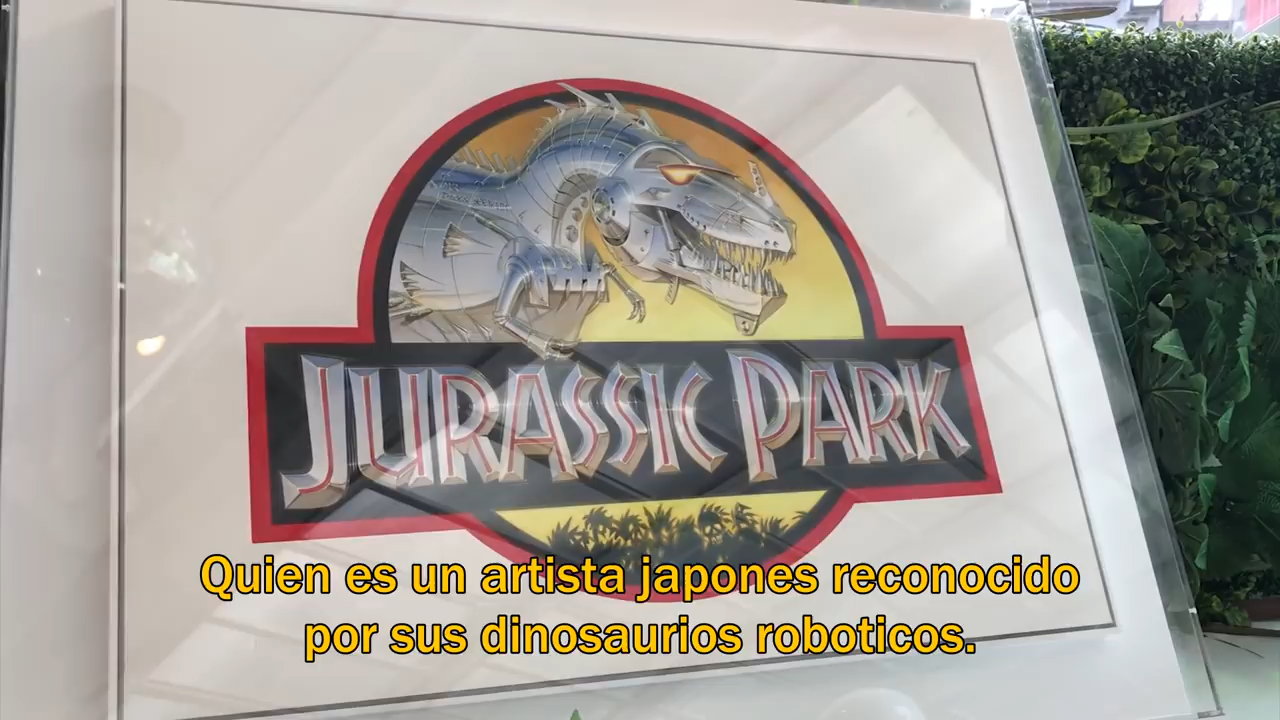 JURASSIC PARK
Quien es un artista japones reconocido
por sus dinosaurios roboticos.